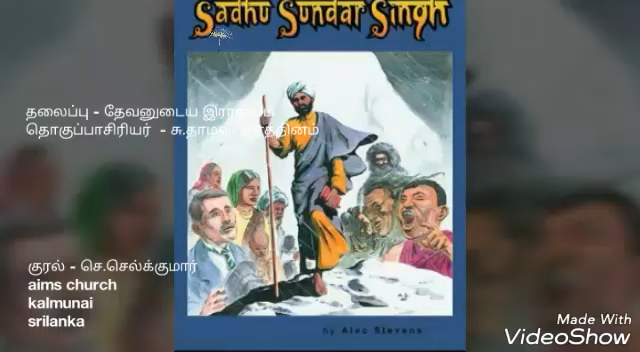 Sadhu Sundar Singh
தலைப்பு - தேவனுடைய
தொகுப்பாசிரியர் -
குரல் - செ.செல்க்குமார்
aims church
kalmunai
srilanka
by Alec Stevens
Made With
VideoShow